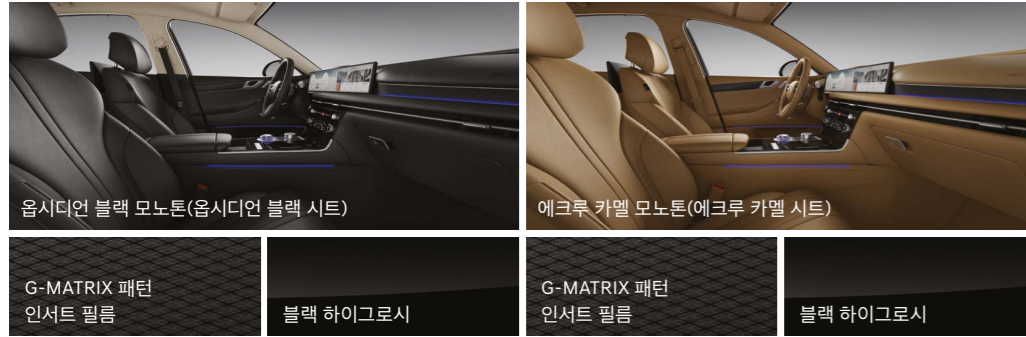 옵시디언 블랙 모노톤(옵시디언 블랙 시트)
에크루 카멜 모노톤(에크루 카멜 시트)
G-MATRIX 패턴
인서트 필름
블랙 하이그로시
G-MATRIX 패턴
인서트 필름
블랙 하이그로시